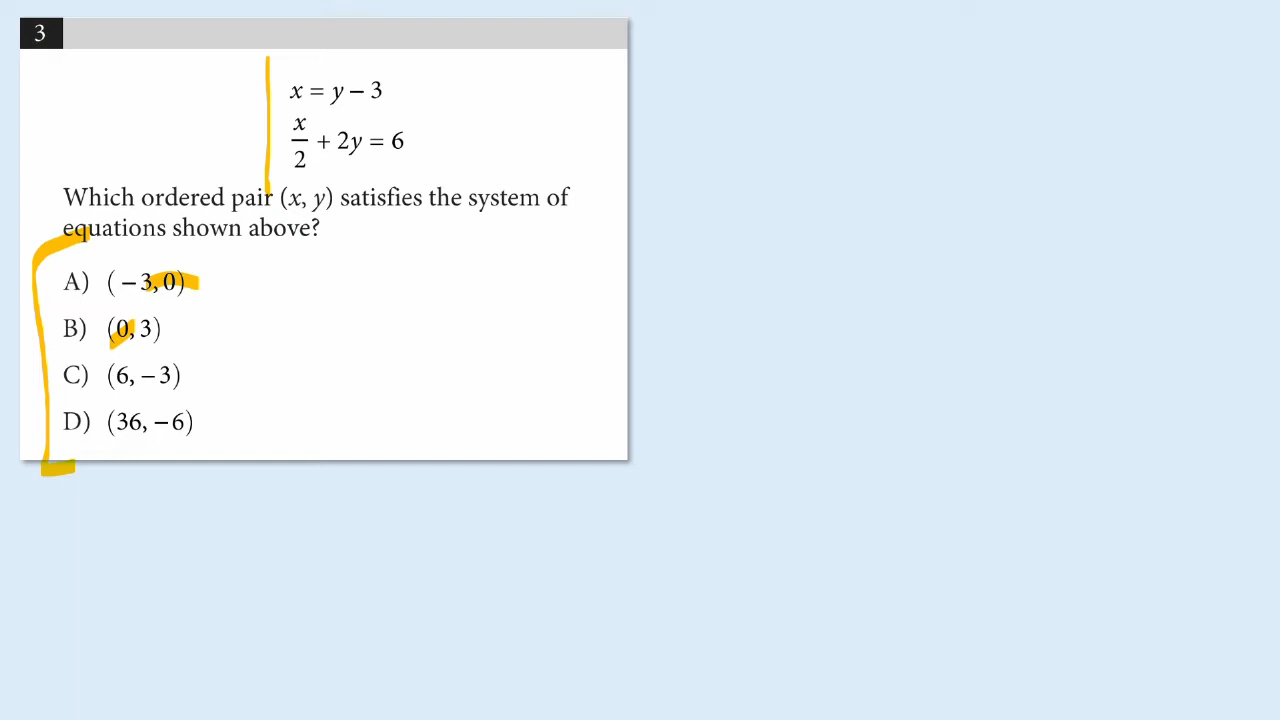 3
x = y − 3
x/2 + 2y = 6
Which ordered pair (x, y) satisfies the system of
equations shown above?
A) (−3, 0)
B) (0, 3)
C) (6, −3)
D) (36, −6)